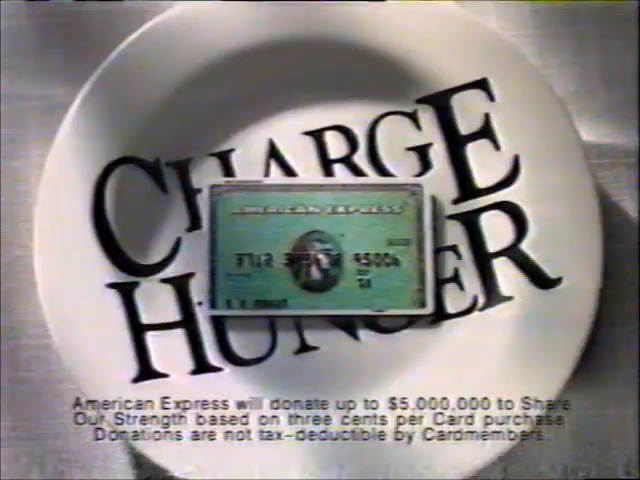 CHARGE
AMERICAN EXPRESS
95006
HUNGER
American Express will donate up to $5,000,000 to Share
Our Strength based on three cents per Card purchase
Donations are not tax-deductible by Cardmembers.